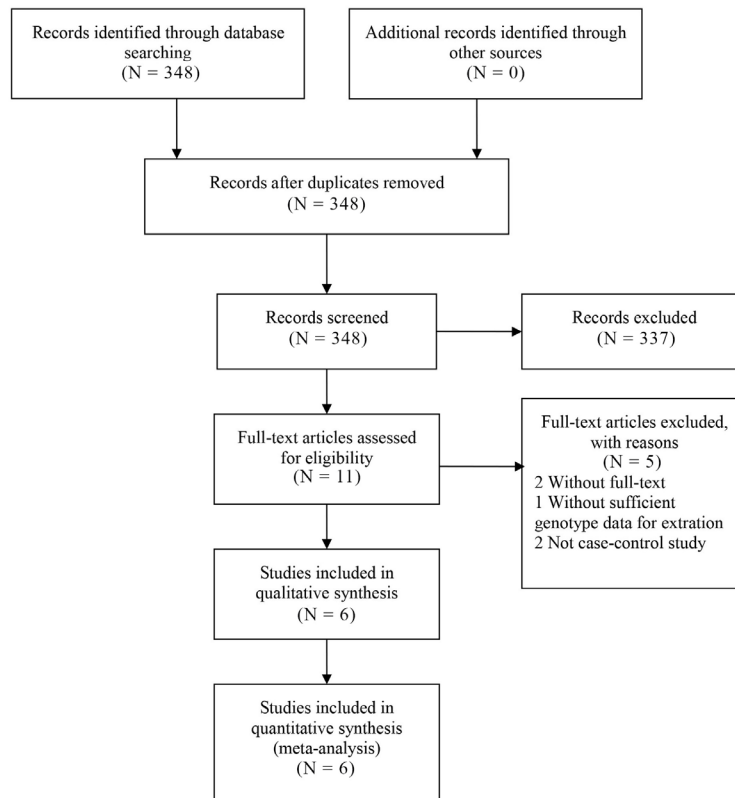 Records identified through database
searching
(N = 348)
Additional records identified through
other sources
(N = 0)
Records after duplicates removed
(N = 348)
Records screened
(N = 348)
Records excluded
(N = 337)
Full-text articles assessed
for eligibility
(N = 11)
Full-text articles excluded,
with reasons
(N = 5)
2 Without full-text
1 Without sufficient
genotype data for extration
2 Not case-control study
Studies included in
qualitative synthesis
(N = 6)
Studies included in
quantitative synthesis
(meta-analysis)
(N = 6)